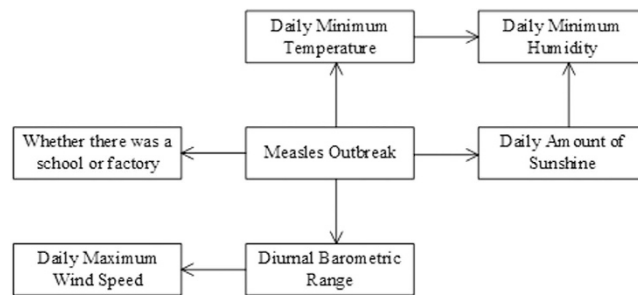 Daily Minimum
Temperature
Daily Minimum
Humidity
Whether there was a
school or factory
Measles Outbreak
Daily Amount of
Sunshine
Daily Maximum
Wind Speed
Diurnal Barometric
Range